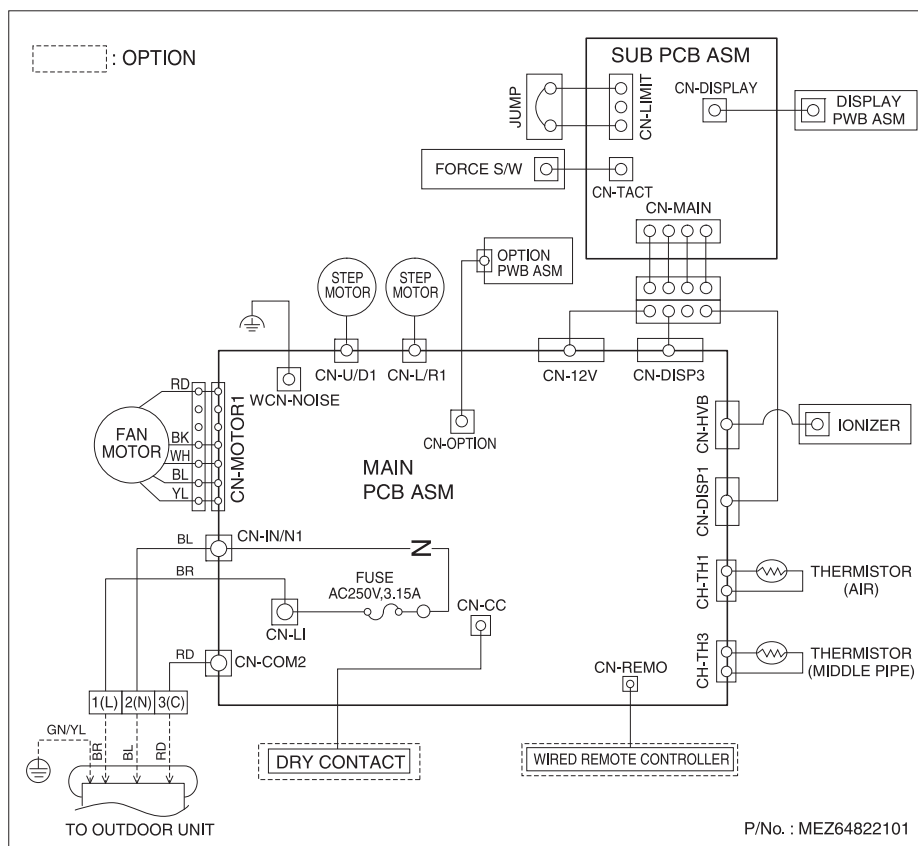 : OPTION
SUB PCB ASM
JUMP
CN-LIMIT
CN-DISPLAY
DISPLAY
PWB ASM
FORCE S/W
CN-TACT
CN-MAIN
OPTION
PWB ASM
STEP
MOTOR
STEP
MOTOR
WCN-NOISE
CN-U/D1
CN-L/R1
CN-12V
CN-DISP3
RD
BK
WH
BL
YL
FAN
MOTOR
CN-MOTOR1
CN-OPTION
CN-HVB
IONIZER
MAIN
PCB ASM
CN-DISP1
BL
CN-IN/N1
N
BR
FUSE
AC250V,3.15A
CN-LI
CN-CC
CH-TH1
THERMISTOR
(AIR)
RD
CN-COM2
CN-REMO
CH-TH3
THERMISTOR
(MIDDLE PIPE)
1(L)
2(N)
3(C)
GN/YL
BR
BL
RD
DRY CONTACT
WIRED REMOTE CONTROLLER
TO OUTDOOR UNIT
P/No. : MEZ64822101